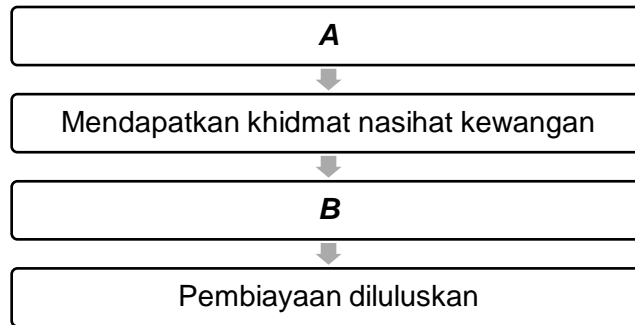 A
Mendapatkan khidmat nasihat kewangan
B
Pembiayaan diluluskan